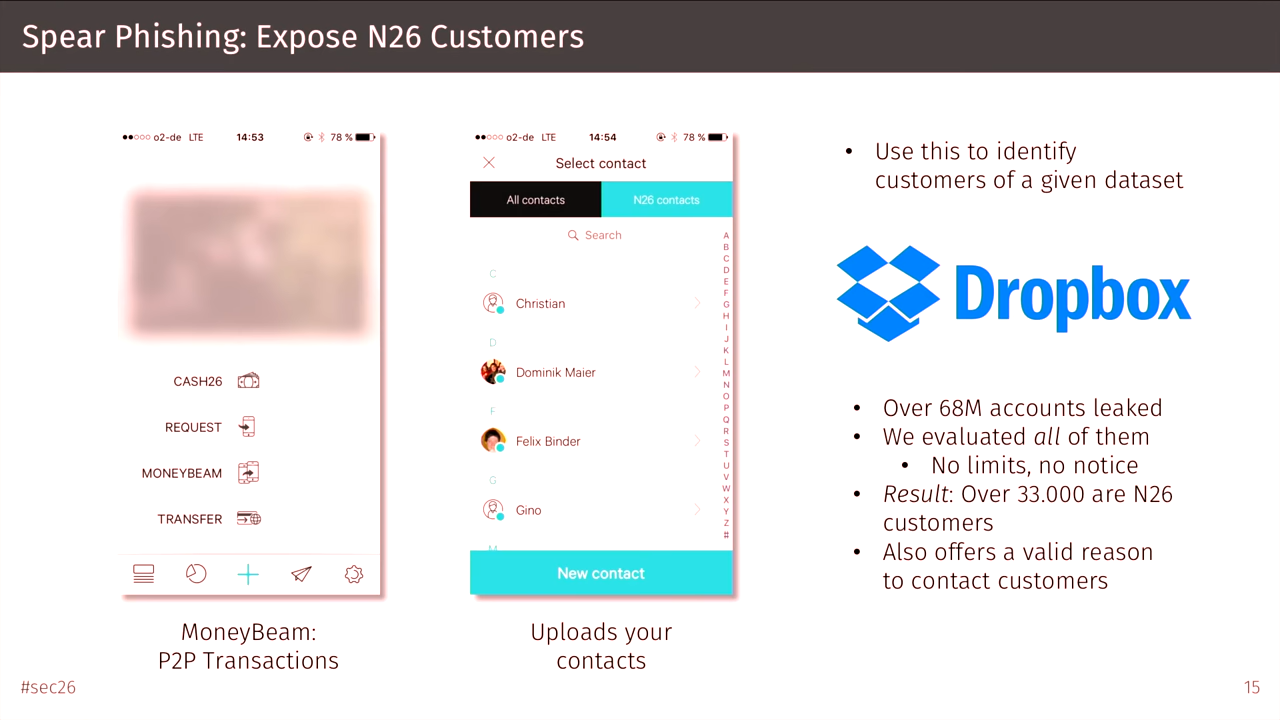 Spear Phishing: Expose N26 Customers
o2-de LTE 14:53 78 %
CASH26
REQUEST
MONEYBEAM
TRANSFER
MoneyBeam:
P2P Transactions
o2-de LTE 14:54 78 %
Select contact
All contacts N26 contacts
Search
C
Christian
D
Dominik Maier
F
Felix Binder
G
Gino
M
New contact
A
B
C
D
E
F
G
H
I
J
K
L
M
N
O
P
Q
R
S
T
U
V
W
X
Y
Z
#
Uploads your
contacts
• Use this to identify
customers of a given dataset
Dropbox
• Over 68M accounts leaked
• We evaluated all of them
• No limits, no notice
• Result: Over 33.000 are N26
customers
• Also offers a valid reason
to contact customers
#sec26
15